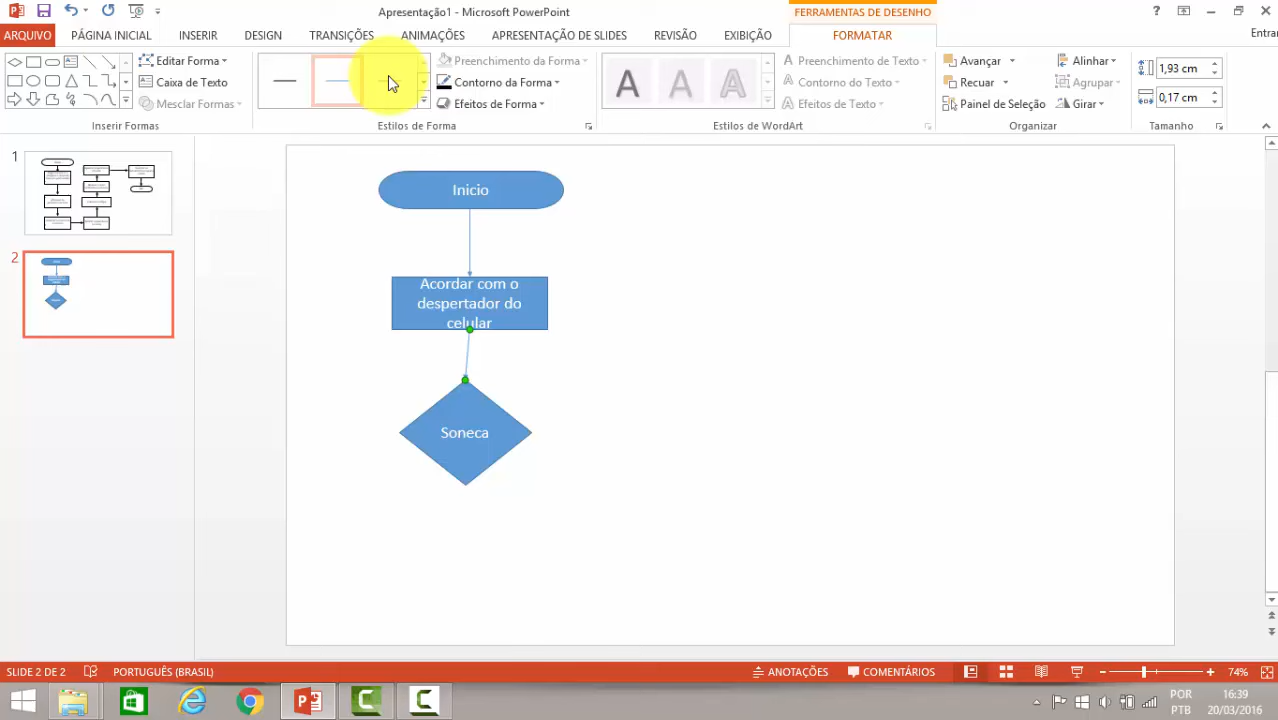 Apresentação1 - Microsoft PowerPoint
FERRAMENTAS DE DESENHO
?
ARQUIVO PÁGINA INICIAL INSERIR DESIGN TRANSIÇÕES ANIMAÇÕES APRESENTAÇÃO DE SLIDES REVISÃO EXIBIÇÃO FORMATAR Entrar
Editar Forma
Caixa de Texto
Mesclar Formas
Inserir Formas
Preenchimento da Forma
Contorno da Forma
Efeitos de Forma
Estilos de Forma
A A A
Preenchimento de Texto
Contorno do Texto
Efeitos de Texto
Estilos de WordArt
Avançar
Recuar
Painel de Seleção
Alinhar
Agrupar
Girar
Organizar
1,93 cm
0,17 cm
Tamanho
1
2
Inicio
Acordar com o
despertador do
celular
Soneca
SLIDE 2 DE 2 PORTUGUÊS (BRASIL) ANOTAÇÕES COMENTÁRIOS 74%
POR
PTB
16:39
20/03/2016